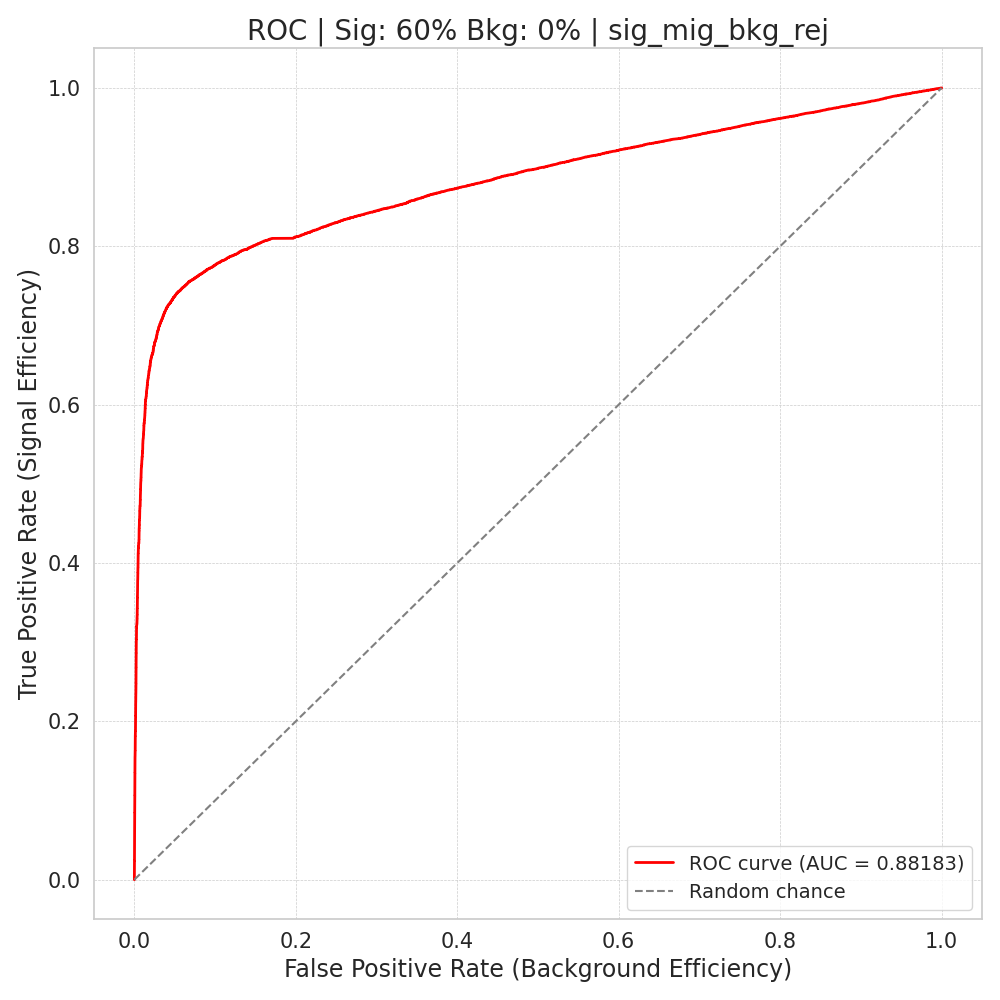 ROC | Sig: 60% Bkg: 0% | sig_mig_bkg_rej
True Positive Rate (Signal Efficiency)
1.0
0.8
0.6
0.4
0.2
0.0
ROC curve (AUC = 0.88183)
Random chance
0.0 0.2 0.4 0.6 0.8 1.0
False Positive Rate (Background Efficiency)